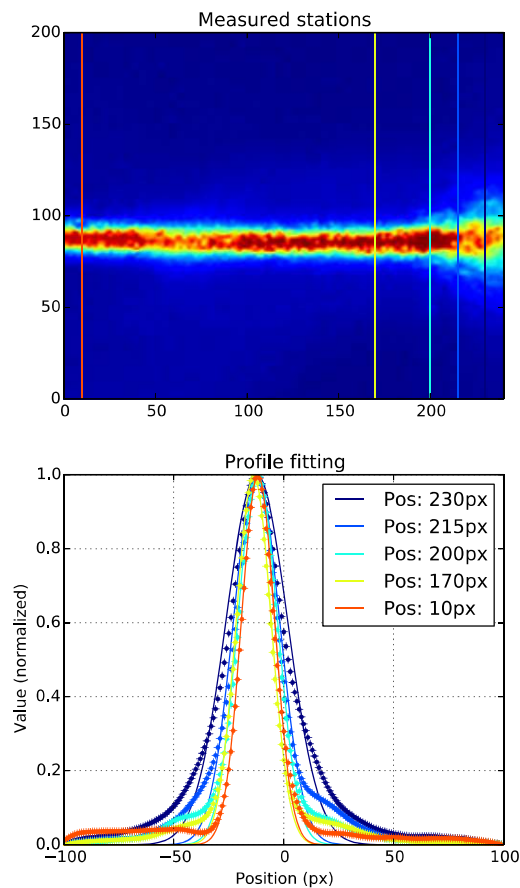 Measured stations
200
150
100
50
0
0 50 100 150 200
Profile fitting
1.0
0.8
0.6
0.4
0.2
0.0
Value (normalized)
Pos: 230px
Pos: 215px
Pos: 200px
Pos: 170px
Pos: 10px
−100 −50 0 50 100
Position (px)